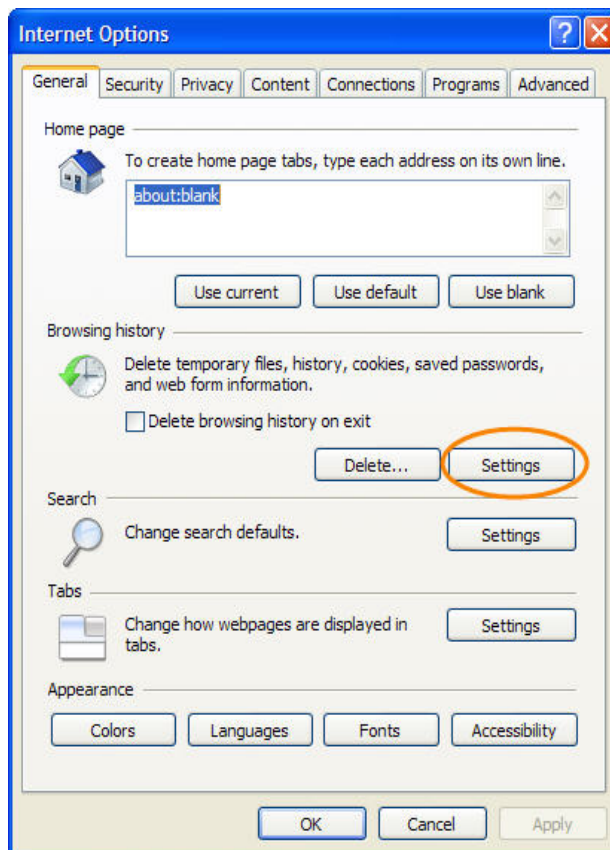 Internet Options
?
General Security Privacy Content Connections Programs Advanced
Home page
To create home page tabs, type each address on its own line.
about:blank
Use current Use default Use blank
Browsing history
Delete temporary files, history, cookies, saved passwords,
and web form information.
Delete browsing history on exit
Delete... Settings
Search
Change search defaults. Settings
Tabs
Change how webpages are displayed in Settings
tabs.
Appearance
Colors Languages Fonts Accessibility
OK Cancel Apply